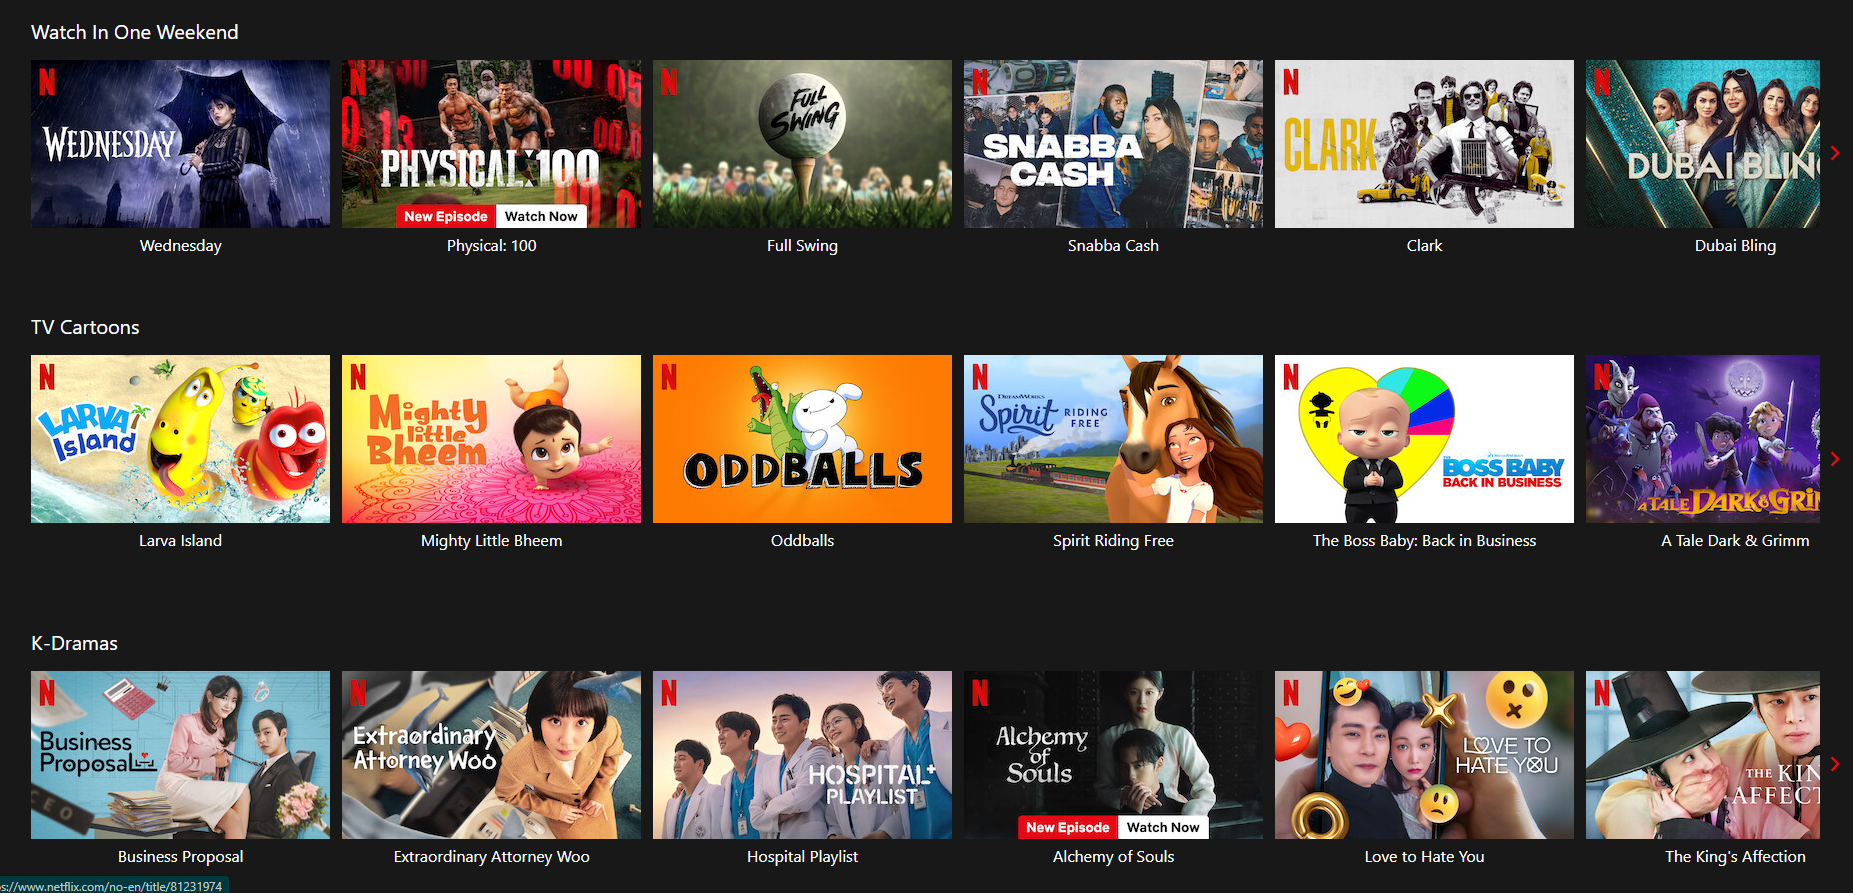 Watch In One Weekend
N
WEDNESDAY
Wednesday
N
PHYSICAL:100
New Episode Watch Now
Physical: 100
N
FULL
SWING
Full Swing
N
SNABBA
CASH
Snabba Cash
N
CLARK
Clark
N
DUBAI BLING
Dubai Bling
TV Cartoons
N
LARVA
Island
Larva Island
N
Mighty
little
Bheem
Mighty Little Bheem
N
ODDBALLS
Oddballs
N
DREAMWORKS
Spirit RIDING
FREE
Spirit Riding Free
N
DREAMWORKS
THE BOSS BABY
BACK IN BUSINESS
The Boss Baby: Back in Business
N
A TALE DARK & GRIM
A Tale Dark & Grimm
K-Dramas
N
Business
Proposal
CEO
Business Proposal
N
Extraordinary
Attorney Woo
Extraordinary Attorney Woo
N
HOSPITAL+
PLAYLIST
Hospital Playlist
N
Alchemy
of
Souls
New Episode Watch Now
Alchemy of Souls
N
LOVE TO
HATE YOU
Love to Hate You
N
THE KIN
AFFECT
The King's Affection
s://www.netflix.com/no-en/title/81231974